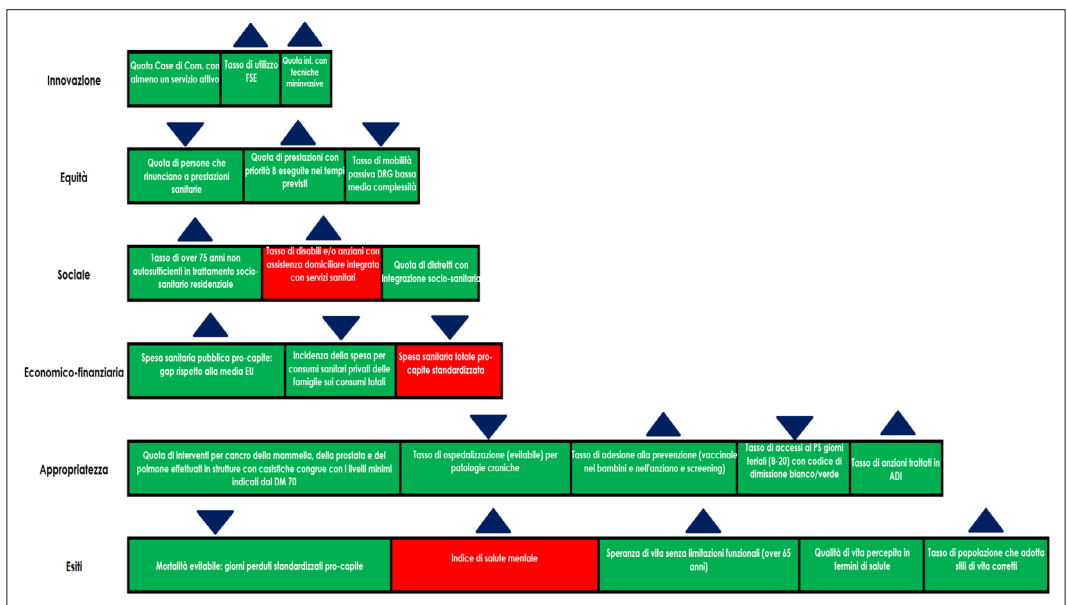 Innovazione
Quota Case di Com. con
almeno un servizio attivo
Tasso di utilizzo
FSE
Quota int. con
tecniche
mininvasive
Equità
Quota di persone che
rinunciano a prestazioni
sanitarie
Quota di prestazioni con
priorità B eseguite nei tempi
previsti
Tasso di mobilità
passiva DRG bassa
media complessità
Sociale
Tasso di over 75 anni non
autosufficienti in trattamento socio-
sanitario residenziale
Tasso di disabili e/o anziani con
assistenza domiciliare integrata
con servizi sanitari
Quota di distretti con
Integrazione socio-sanitaria
Economico-finanziaria
Spesa sanitaria pubblica pro-capite:
gap rispetto alla media EU
Incidenza della spesa per
consumi sanitari privati delle
famiglie sui consumi totali
Spesa sanitaria totale pro-
capite standardizzata
Appropriatezza
Quota di interventi per cancro della mammella, della prostata e del
polmone effettuati in strutture con casistiche congrue con i livelli minimi
indicati dal DM 70
Tasso di ospedalizzazione (evitabile) per
patologie croniche
Tasso di adesione alla prevenzione (vaccinale
nei bambini e nell'anziano e screening)
Tasso di accessi al PS giorni
feriali (8-20) con codice di
dimissione bianco/verde
Tasso di anziani trattati in
ADI
Esiti
Mortalità evitabile: giorni perduti standardizzati pro-capite
Indice di salute mentale
Speranza di vita senza limitazioni funzionali (over 65
anni)
Qualità di vita percepita in
termini di salute
Tasso di popolazione che adotta
stili di vita corretti